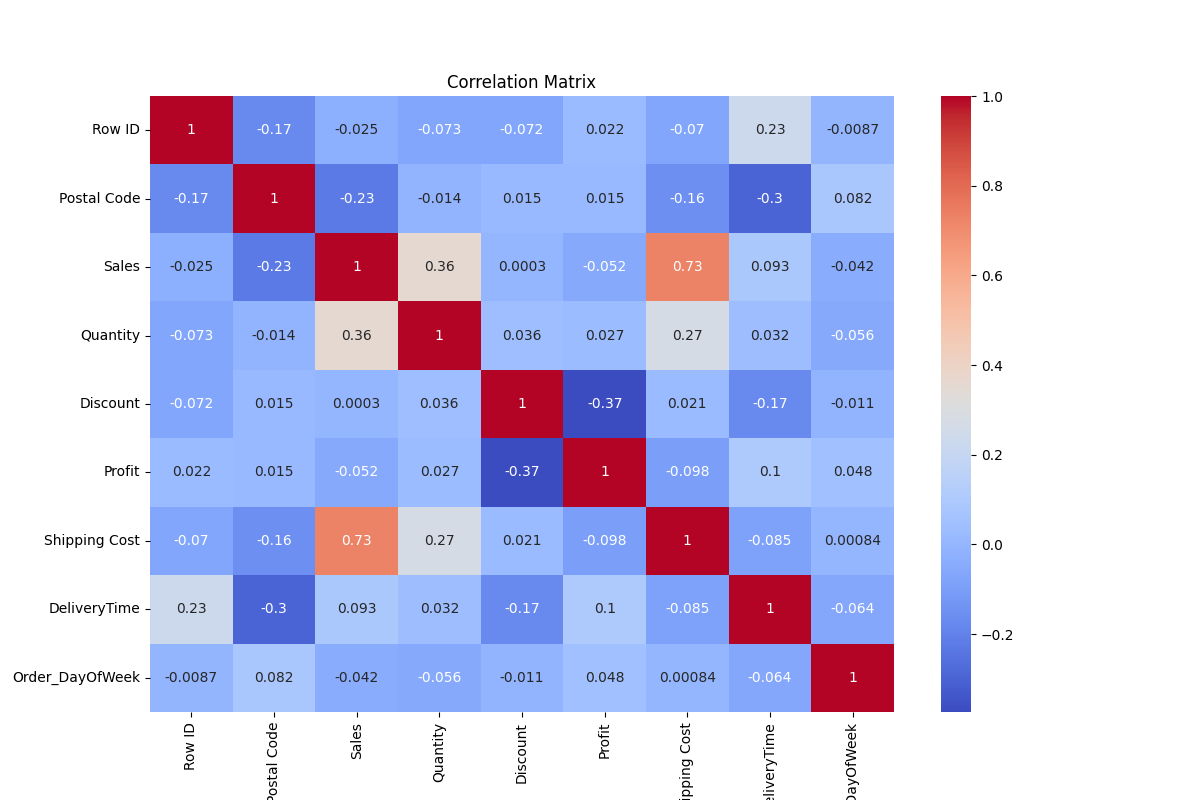 Correlation Matrix
Row ID 1 -0.17 -0.025 -0.073 -0.072 0.022 -0.07 0.23 -0.0087
Postal Code -0.17 1 -0.23 -0.014 0.015 0.015 -0.16 -0.3 0.082
Sales -0.025 -0.23 1 0.36 0.0003 -0.052 0.73 0.093 -0.042
Quantity -0.073 -0.014 0.36 1 0.036 0.027 0.27 0.032 -0.056
Discount -0.072 0.015 0.0003 0.036 1 -0.37 0.021 -0.17 -0.011
Profit 0.022 0.015 -0.052 0.027 -0.37 1 -0.098 0.1 0.048
Shipping Cost -0.07 -0.16 0.73 0.27 0.021 -0.098 1 -0.085 0.00084
DeliveryTime 0.23 -0.3 0.093 0.032 -0.17 0.1 -0.085 1 -0.064
Order_DayOfWeek -0.0087 0.082 -0.042 -0.056 -0.011 0.048 0.00084 -0.064 1
Row ID
Postal Code
Sales
Quantity
Discount
Profit
ipping Cost
eliveryTime
DayOfWeek
1.0
0.8
0.6
0.4
0.2
0.0
−0.2